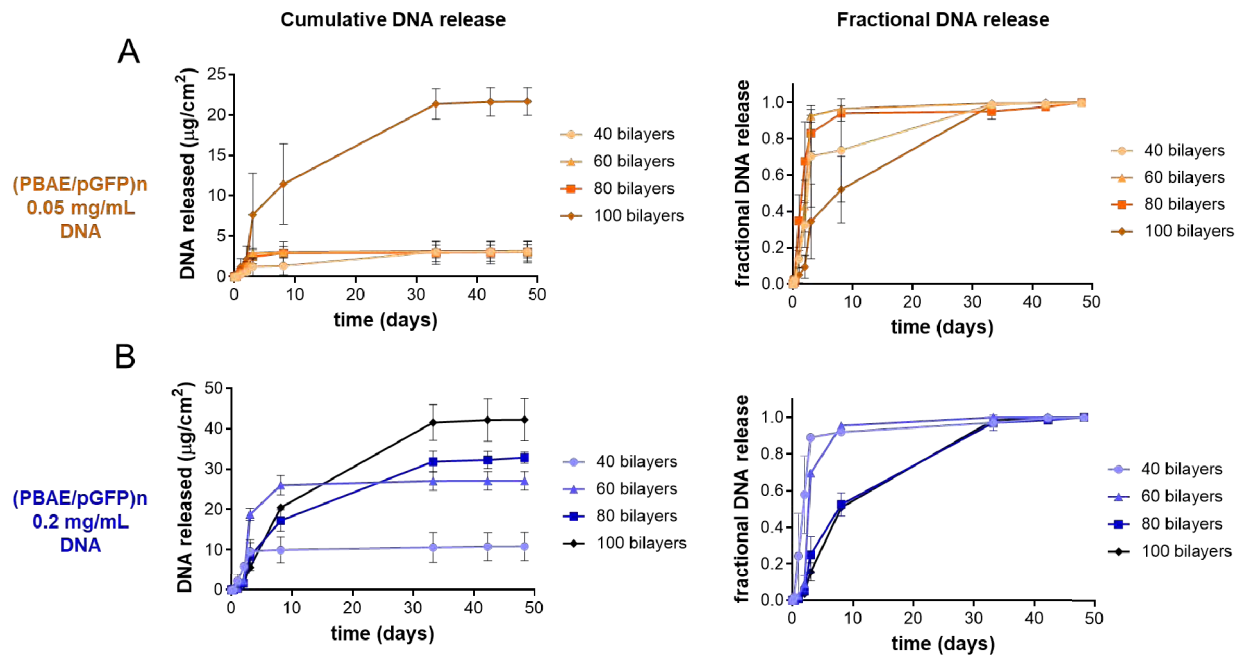 Cumulative DNA release
Fractional DNA release
A
(PBAE/pGFP)n
0.05 mg/mL
DNA
DNA released (µg/cm²)
25
20
15
10
5
0
0 10 20 30 40 50
time (days)
40 bilayers
60 bilayers
80 bilayers
100 bilayers
fractional DNA release
1.0
0.8
0.6
0.4
0.2
0.0
0 10 20 30 40 50
time (days)
40 bilayers
60 bilayers
80 bilayers
100 bilayers
B
(PBAE/pGFP)n
0.2 mg/mL
DNA
DNA released (µg/cm²)
50
40
30
20
10
0
0 10 20 30 40 50
time (days)
40 bilayers
60 bilayers
80 bilayers
100 bilayers
fractional DNA release
1.0
0.8
0.6
0.4
0.2
0.0
0 10 20 30 40 50
time (days)
40 bilayers
60 bilayers
80 bilayers
100 bilayers